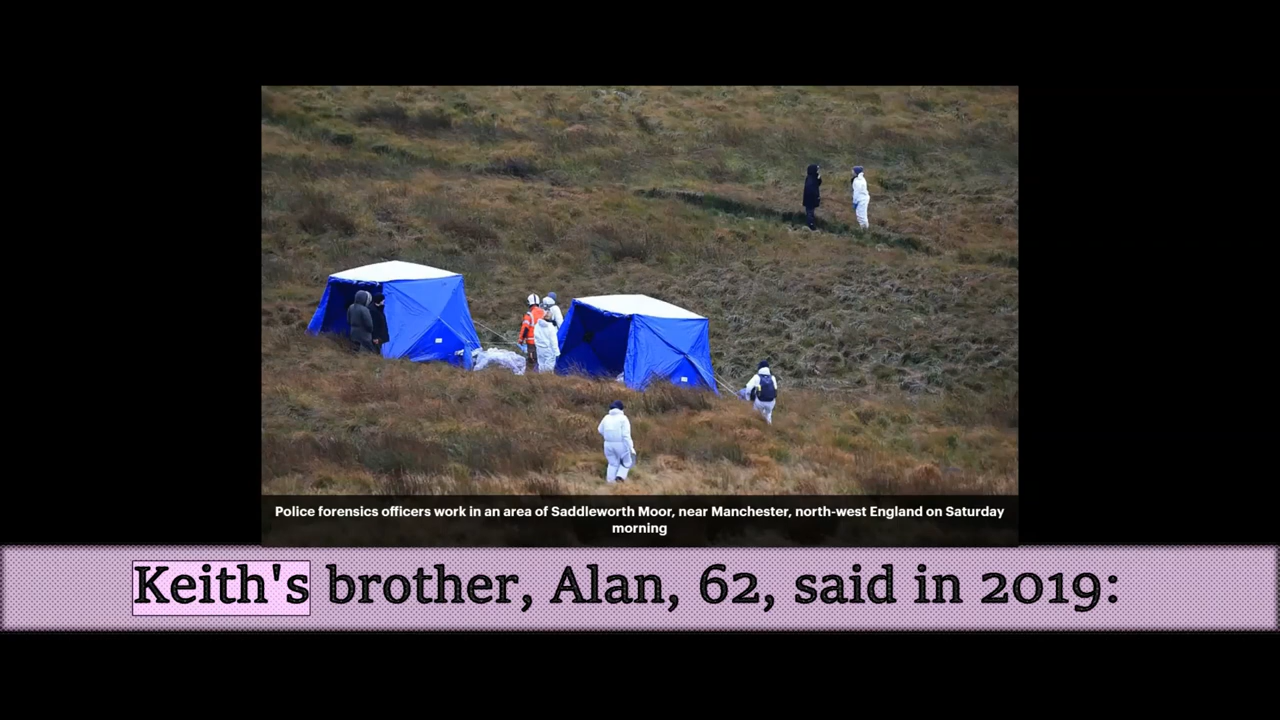 Police forensics officers work in an area of Saddleworth Moor, near Manchester, north-west England on Saturday
morning
Keith's brother, Alan, 62, said in 2019: